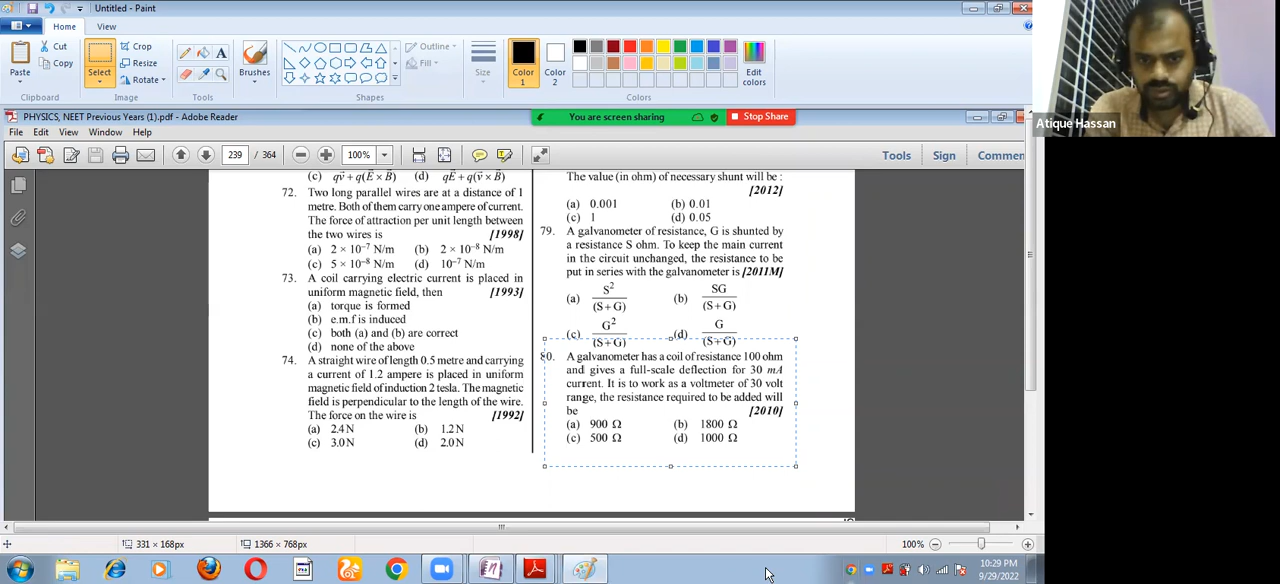 Untitled - Paint
Home View
Paste
Cut
Copy
Clipboard
Select
Crop
Resize
Rotate
Image
Tools
Brushes
Shapes
Outline
Fill
Size
Color 1
Color 2
Edit colors
Colors
PHYSICS, NEET Previous Years (1).pdf - Adobe Reader
You are screen sharing
Stop Share
File Edit View Window Help
239 / 364
100%
Tools Sign Commen
(c) qv⃗ + q(E⃗ × B⃗) (d) qE⃗ + q(v⃗ × B⃗)
72. Two long parallel wires are at a distance of 1
metre. Both of them carry one ampere of current.
The force of attraction per unit length between
the two wires is [1998]
(a) 2 × 10⁻⁷ N/m (b) 2 × 10⁻⁸ N/m
(c) 5 × 10⁻⁸ N/m (d) 10⁻⁷ N/m
73. A coil carrying electric current is placed in
uniform magnetic field, then [1993]
(a) torque is formed
(b) e.m.f is induced
(c) both (a) and (b) are correct
(d) none of the above
74. A straight wire of length 0.5 metre and carrying
a current of 1.2 ampere is placed in uniform
magnetic field of induction 2 tesla. The magnetic
field is perpendicular to the length of the wire.
The force on the wire is [1992]
(a) 2.4 N (b) 1.2 N
(c) 3.0 N (d) 2.0 N
The value (in ohm) of necessary shunt will be :
[2012]
(a) 0.001 (b) 0.01
(c) 1 (d) 0.05
79. A galvanometer of resistance, G is shunted by
a resistance S ohm. To keep the main current
in the circuit unchanged, the resistance to be
put in series with the galvanometer is [2011M]
(a) S²/(S+G) (b) SG/(S+G)
(c) G²/(S+G) (d) G/(S+G)
80. A galvanometer has a coil of resistance 100 ohm
and gives a full-scale deflection for 30 mA
current. It is to work as a voltmeter of 30 volt
range, the resistance required to be added will
be [2010]
(a) 900 Ω (b) 1800 Ω
(c) 500 Ω (d) 1000 Ω
331 × 168px
1366 × 768px
100%
10:29 PM
9/29/2022
Atique Hassan